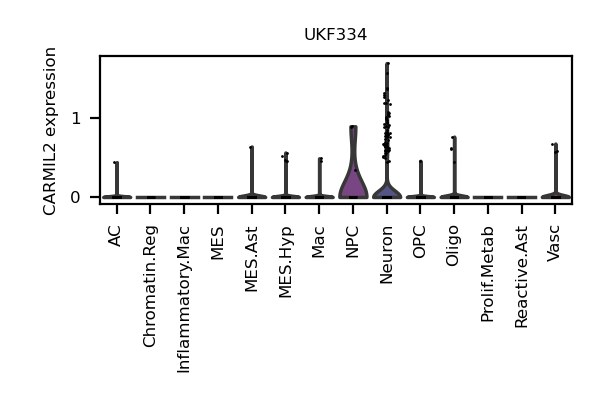 UKF334
CARMIL2 expression
1
0
AC
Chromatin.Reg
Inflammatory.Mac
MES
MES.Ast
MES.Hyp
Mac
NPC
Neuron
OPC
Oligo
Prolif.Metab
Reactive.Ast
Vasc